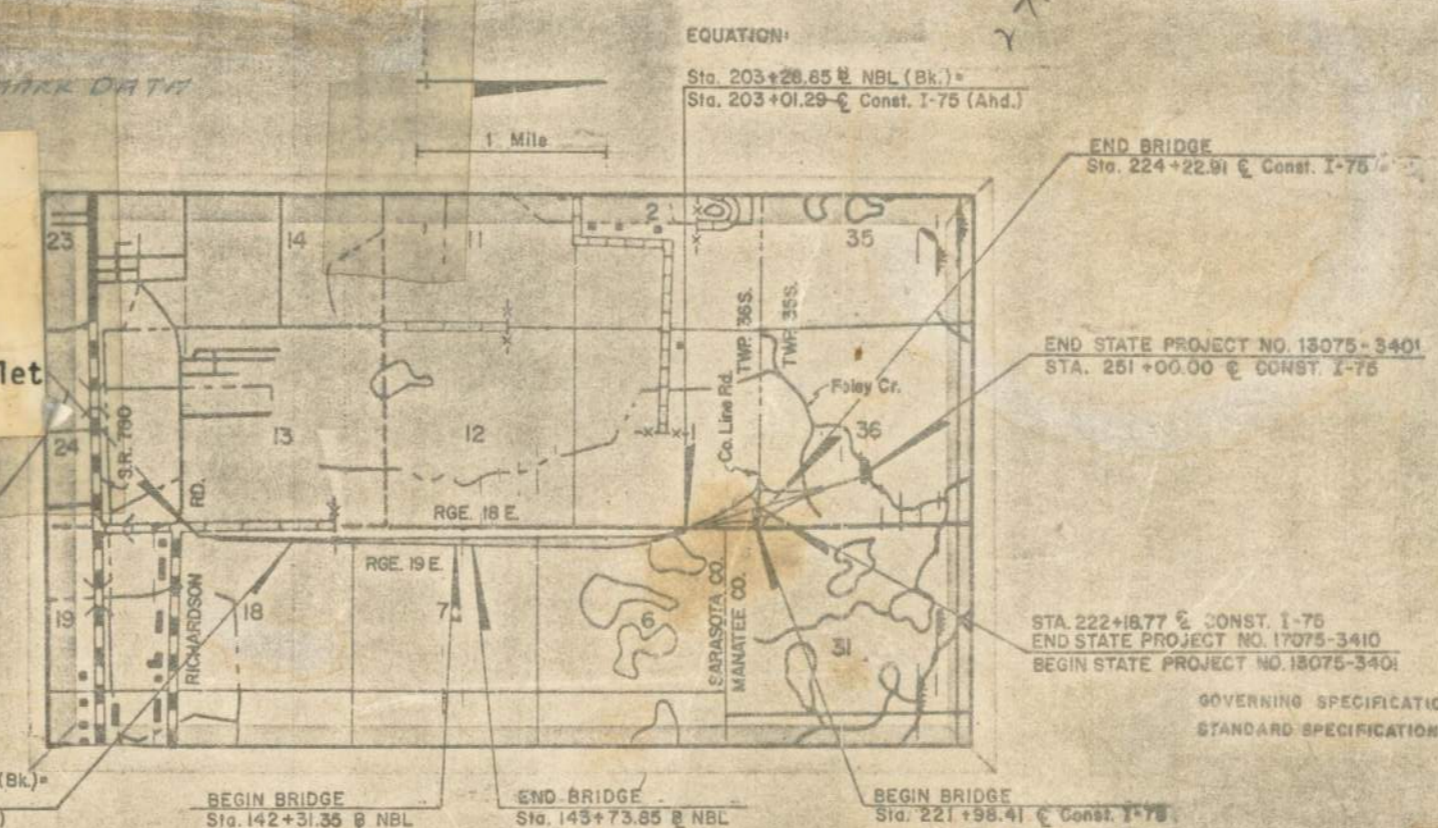 EQUATION:
MARK DATA
Sta. 203+28.65 ⅊ NBL (Bk.)=
Sta. 203+01.29 ℄ Const. I-75 (Ahd.)
1 Mile
END BRIDGE
Sta. 224+22.91 ℄ Const. I-75
23
14
11
2
35
TWP. 36S.
TWP. 35S.
END STATE PROJECT NO. 13075-3401
STA. 251+00.00 ℄ CONST. I-75
let
Foley Cr.
Co. Line Rd.
24
S.R. 780
13
12
1
36
RD.
RGE. 18 E.
RGE. 19 E.
RICHARDSON
19
18
7
6
SARASOTA CO.
MANATEE CO.
31
STA. 222+18.77 ℄ CONST. I-75
END STATE PROJECT NO. 17075-3410
BEGIN STATE PROJECT NO. 13075-3401
GOVERNING SPECIFICATIO
STANDARD SPECIFICATION
(Bk.)=
)
BEGIN BRIDGE
Sta. 142+31.35 ⅊ NBL
END BRIDGE
Sta. 143+73.85 ⅊ NBL
BEGIN BRIDGE
Sta. 221+98.41 ℄ Const. I-75